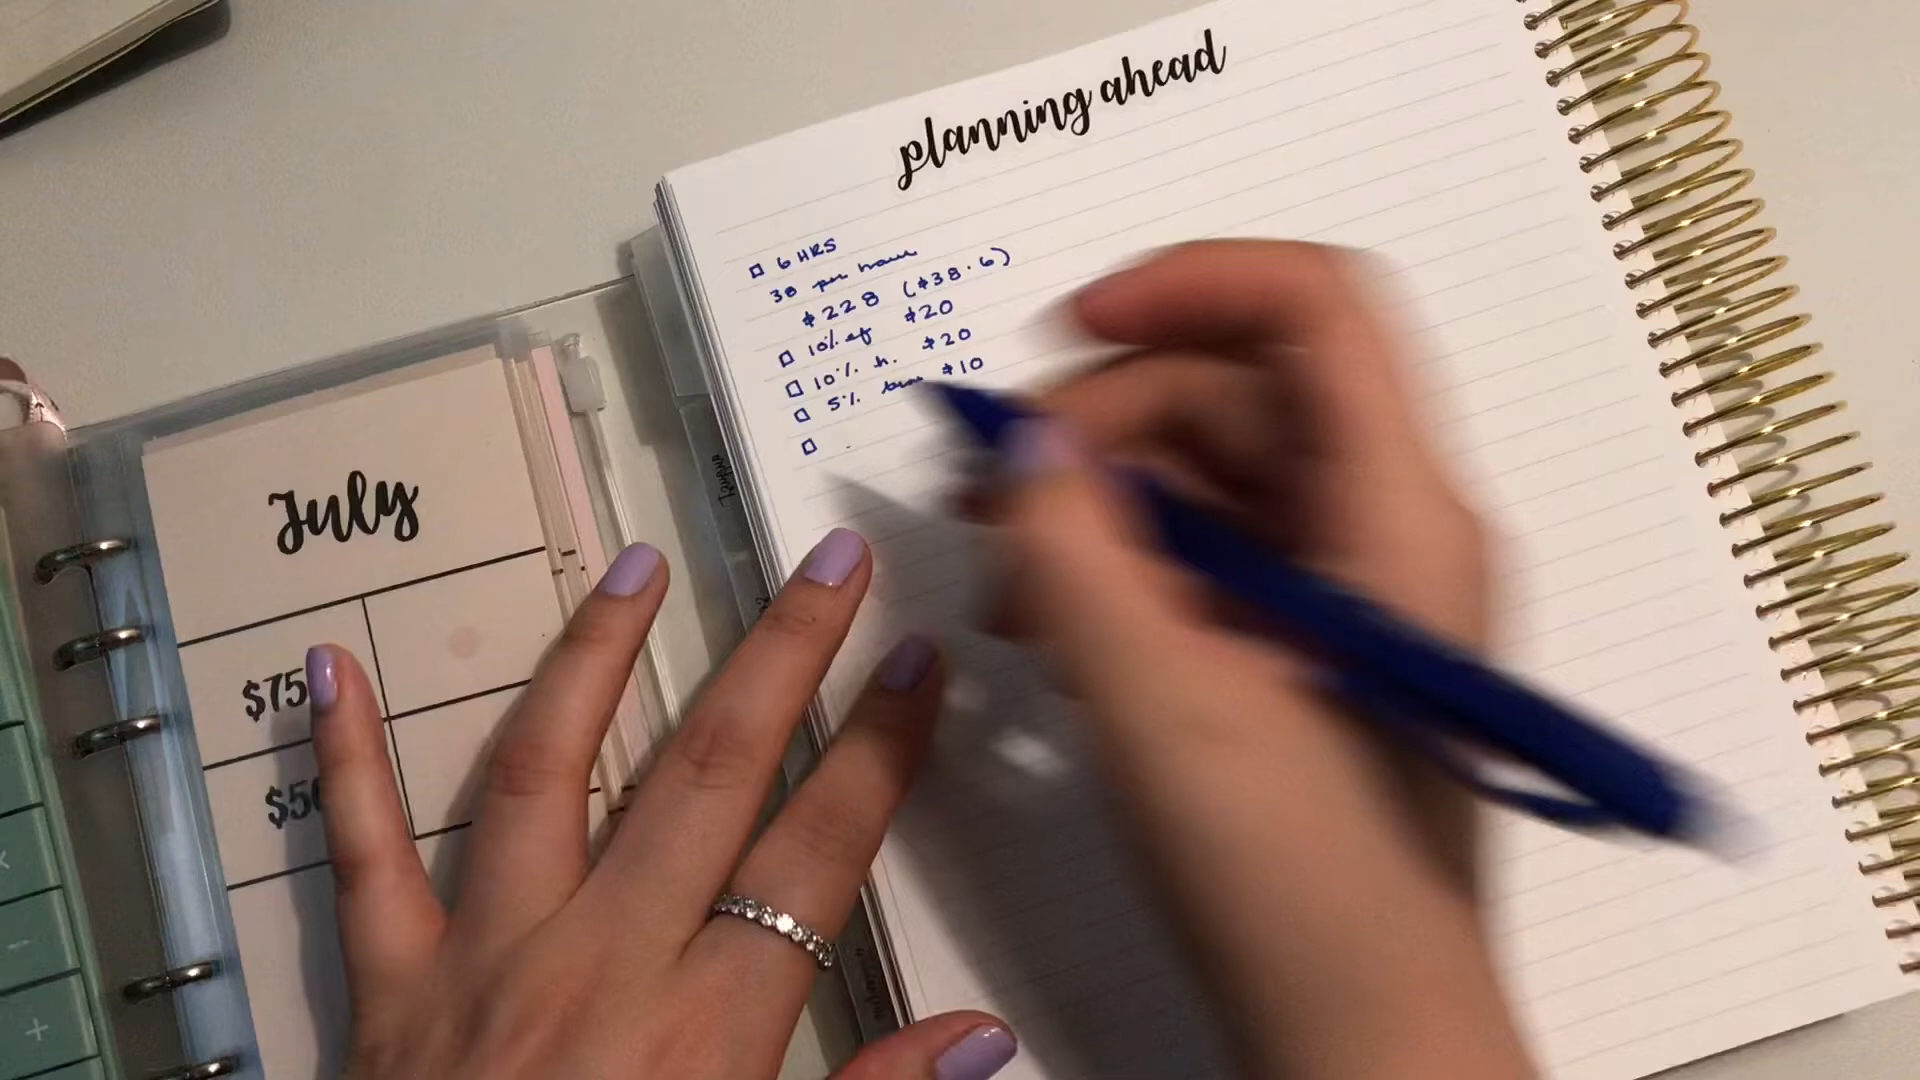 planning ahead
6 HRS
38 per hour
$228 ($38.6)
10% ef $20
10% h. $20
5% $10
July
$75
$50